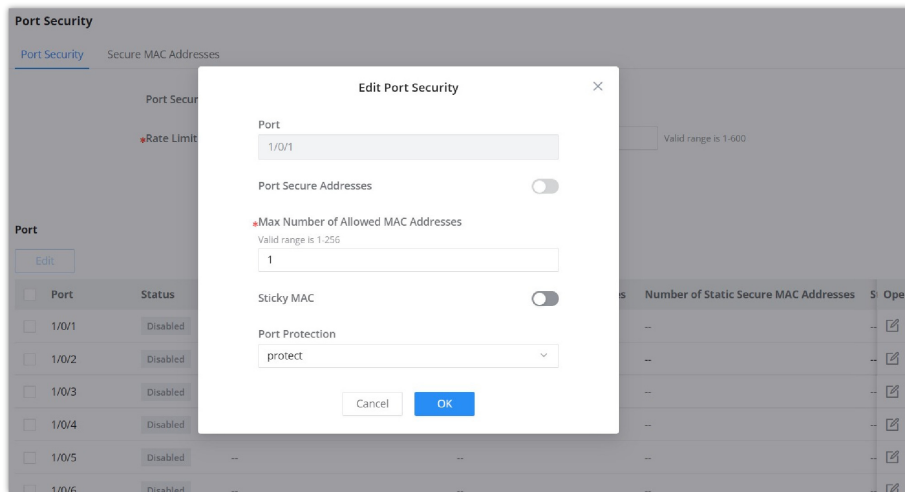 Port Security
Port Security Secure MAC Addresses
Edit Port Security
Port Secur
*Rate Limit Valid range is 1-600
Port
1/0/1
Port Secure Addresses
*Max Number of Allowed MAC Addresses
Valid range is 1-256
1
Sticky MAC
Port Protection
protect
Cancel OK
Port
Edit
Port Status es Number of Static Secure MAC Addresses S Ope
1/0/1 Disabled -- --
1/0/2 Disabled -- --
1/0/3 Disabled -- --
1/0/4 Disabled -- --
1/0/5 Disabled -- -- -- --
1/0/6 Disabled